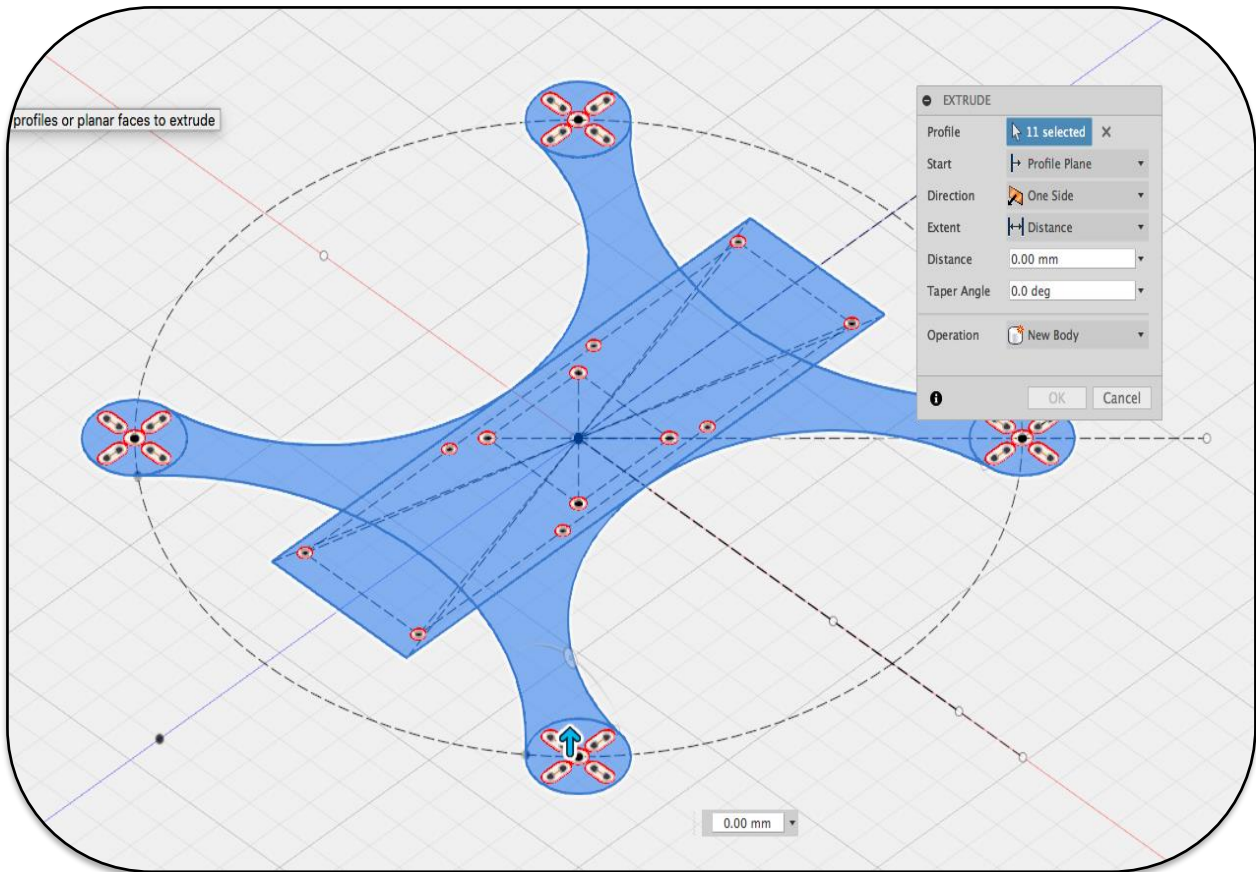 profiles or planar faces to extrude
EXTRUDE
Profile 11 selected
Start Profile Plane
Direction One Side
Extent Distance
Distance 0.00 mm
Taper Angle 0.0 deg
Operation New Body
OK Cancel
0.00 mm